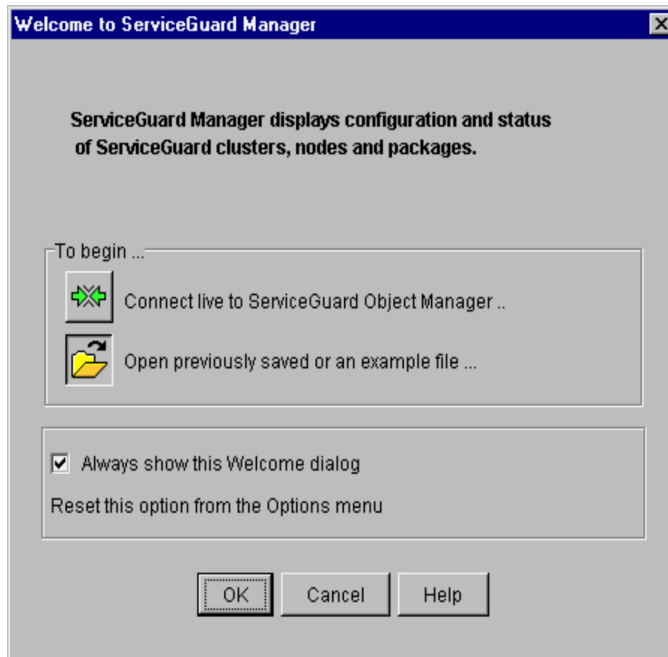 Welcome to ServiceGuard Manager
ServiceGuard Manager displays configuration and status
of ServiceGuard clusters, nodes and packages.
To begin ...
Connect live to ServiceGuard Object Manager ..
Open previously saved or an example file ...
Always show this Welcome dialog
Reset this option from the Options menu
OK Cancel Help